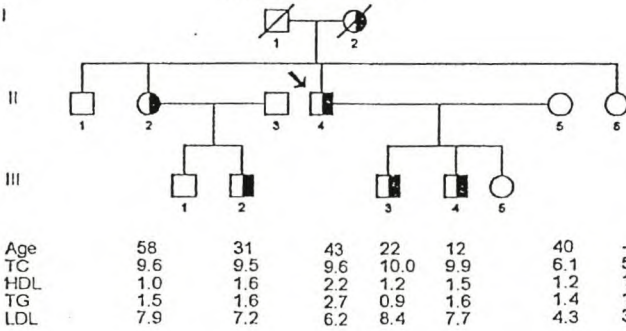 I
1 2
II
1 2 3 4 5 6
III
1 2 3 4 5
Age 58 31 43 22 12 40
TC 9.6 9.5 9.6 10.0 9.9 6.1
HDL 1.0 1.6 2.2 1.2 1.5 1.2
TG 1.5 1.6 2.7 0.9 1.6 1.4
LDL 7.9 7.2 6.2 8.4 7.7 4.3